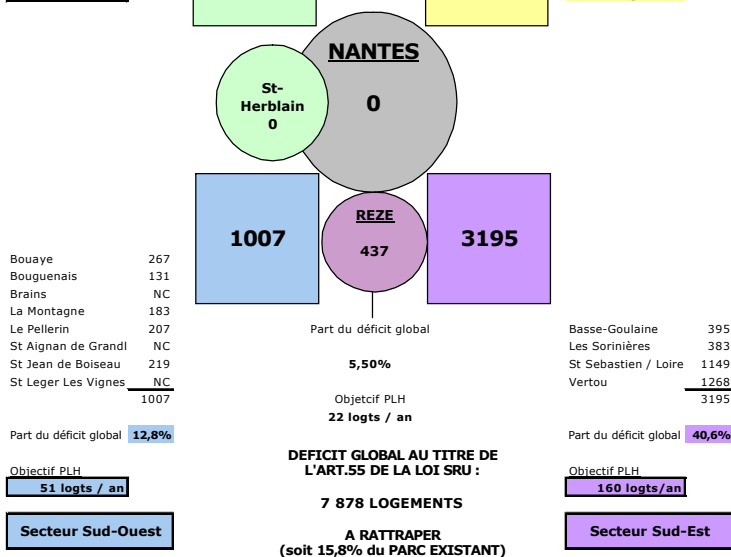 NANTES
0
St-
Herblain
0
1007
REZE
437
3195
Bouaye 267
Bouguenais 131
Brains NC
La Montagne 183
Le Pellerin 207
St Aignan de Grandl NC
St Jean de Boiseau 219
St Leger Les Vignes NC
1007
Part du déficit global 12,8%
Objectif PLH
51 logts / an
Secteur Sud-Ouest
Part du déficit global
5,50%
Objetcif PLH
22 logts / an
DEFICIT GLOBAL AU TITRE DE
L'ART.55 DE LA LOI SRU :
7 878 LOGEMENTS
A RATTRAPER
(soit 15,8% du PARC EXISTANT)
Basse-Goulaine 395
Les Sorinières 383
St Sebastien / Loire 1149
Vertou 1268
3195
Part du déficit global 40,6%
Objectif PLH
160 logts/an
Secteur Sud-Est